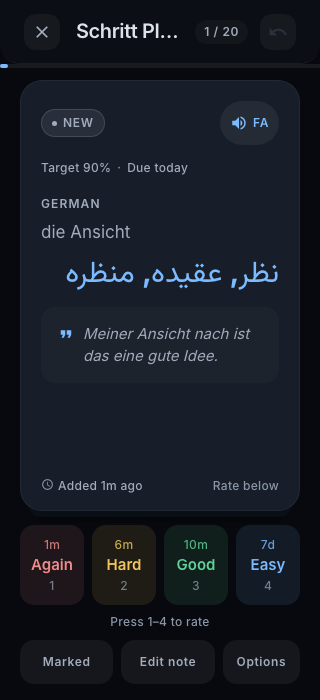 Schritt Pl...
1 / 20
NEW
FA
Target 90% · Due today
GERMAN
die Ansicht
نظر, عقیده, منظره
Meiner Ansicht nach ist
das eine gute Idee.
Added 1m ago
Rate below
1m
Again
1
6m
Hard
2
10m
Good
3
7d
Easy
4
Press 1–4 to rate
Marked
Edit note
Options